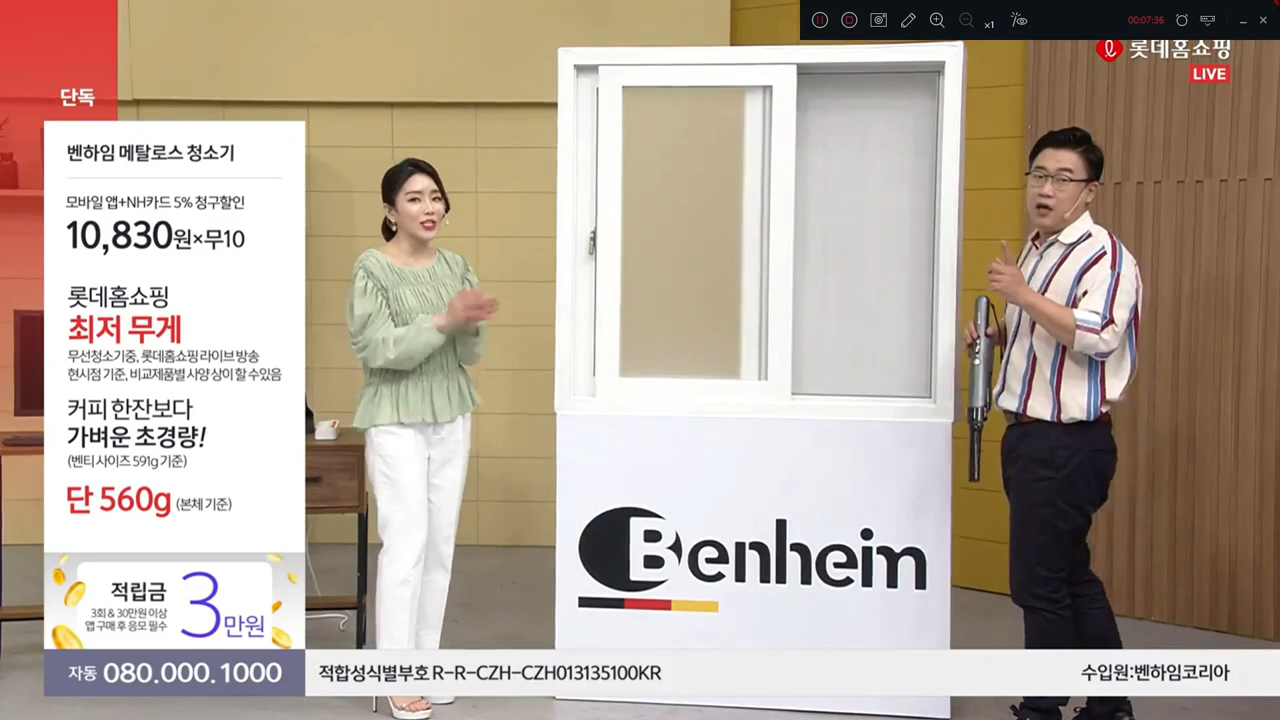 x1
00:07:36
롯데홈쇼핑
LIVE
단독
벤하임 메탈로스 청소기
모바일 앱+NH카드 5% 청구할인
10,830원×무10
롯데홈쇼핑
최저 무게
무선청소기중, 롯데홈쇼핑 라이브 방송
현시점 기준, 비교제품별 사양 상이 할 수있음
커피 한잔보다
가벼운 초경량!
(벤티 사이즈 591g 기준)
단 560g (본체 기준)
적립금
3회 & 30만원 이상
앱 구매 후 응모 필수
3만원
자동 080.000.1000
Benheim
적합성식별부호 R-R-CZH-CZH013135100KR
수입원:벤하임코리아